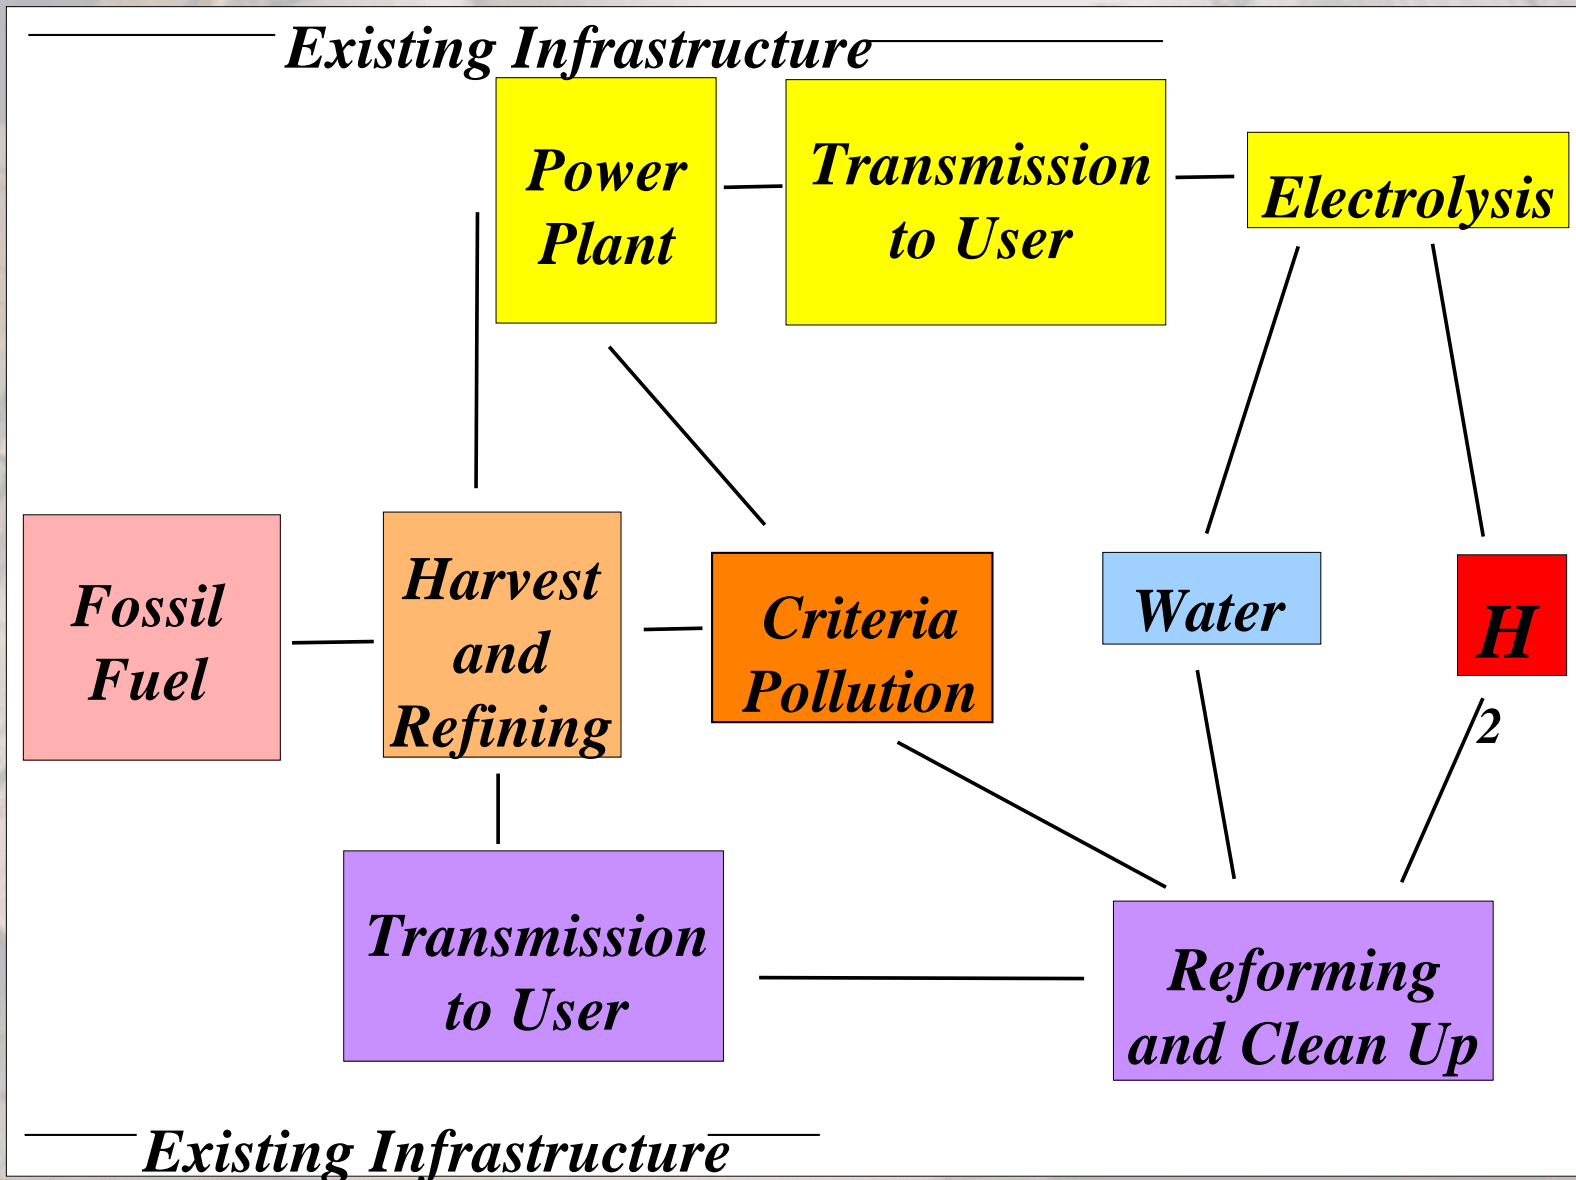 Existing Infrastructure
Power
Plant
Transmission
to User
Electrolysis
Fossil
Fuel
Harvest
and
Refining
Criteria
Pollution
Water
H
2
Transmission
to User
Reforming
and Clean Up
Existing Infrastructure